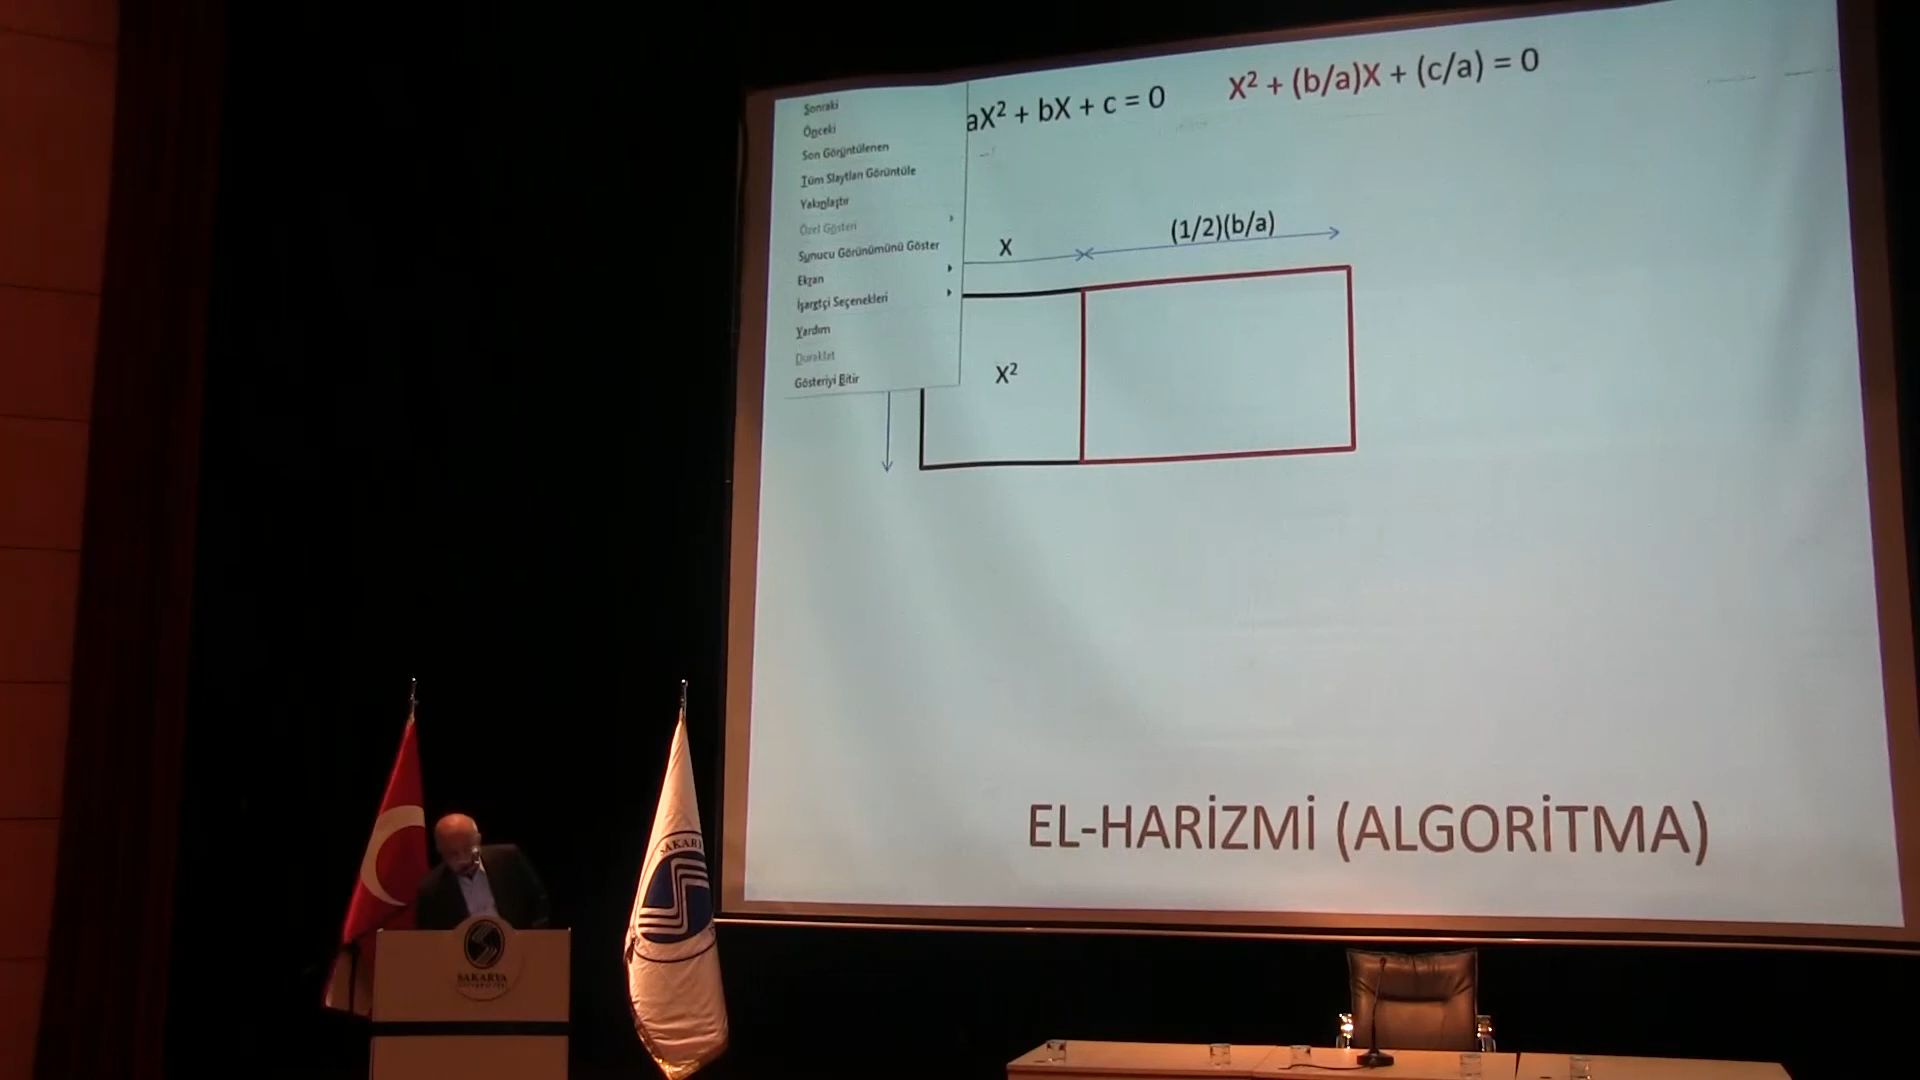 Sonraki
Önceki
Son Görüntülenen
Tüm Slaytları Görüntüle
Yakınlaştır
Özel Gösteri
Sunucu Görünümünü Göster
Ekran
İşaretçi Seçenekleri
Yardım
Duraklat
Gösteriyi Bitir
aX² + bX + c = 0
X² + (b/a)X + (c/a) = 0
X
(1/2)(b/a)
X²
EL-HARİZMİ (ALGORİTMA)
SAKARYA
SAKARY